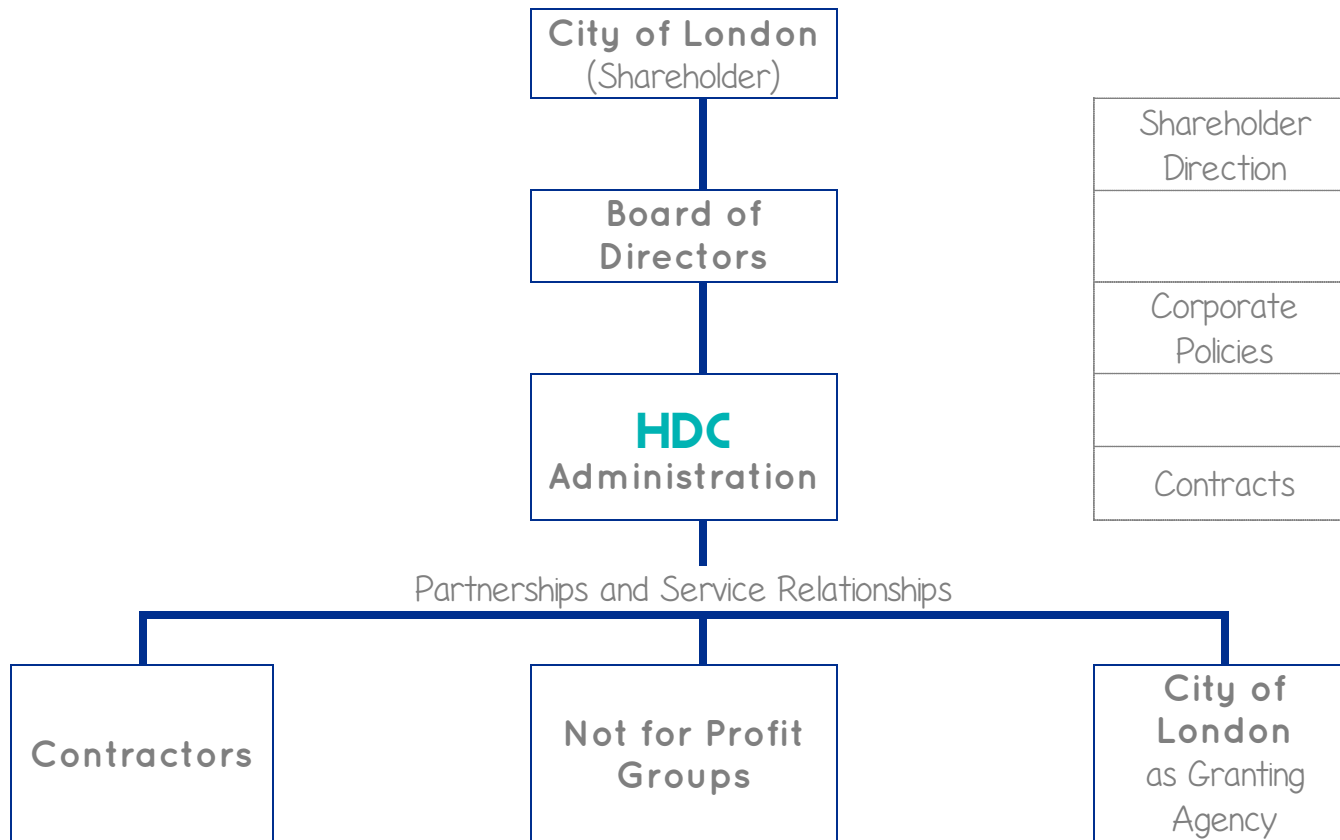 City of London
(Shareholder)
Shareholder
Direction
Board of
Directors
Corporate
Policies
HDC
Administration
Contracts
Partnerships and Service Relationships
Contractors
Not for Profit
Groups
City of
London
as Granting
Agency